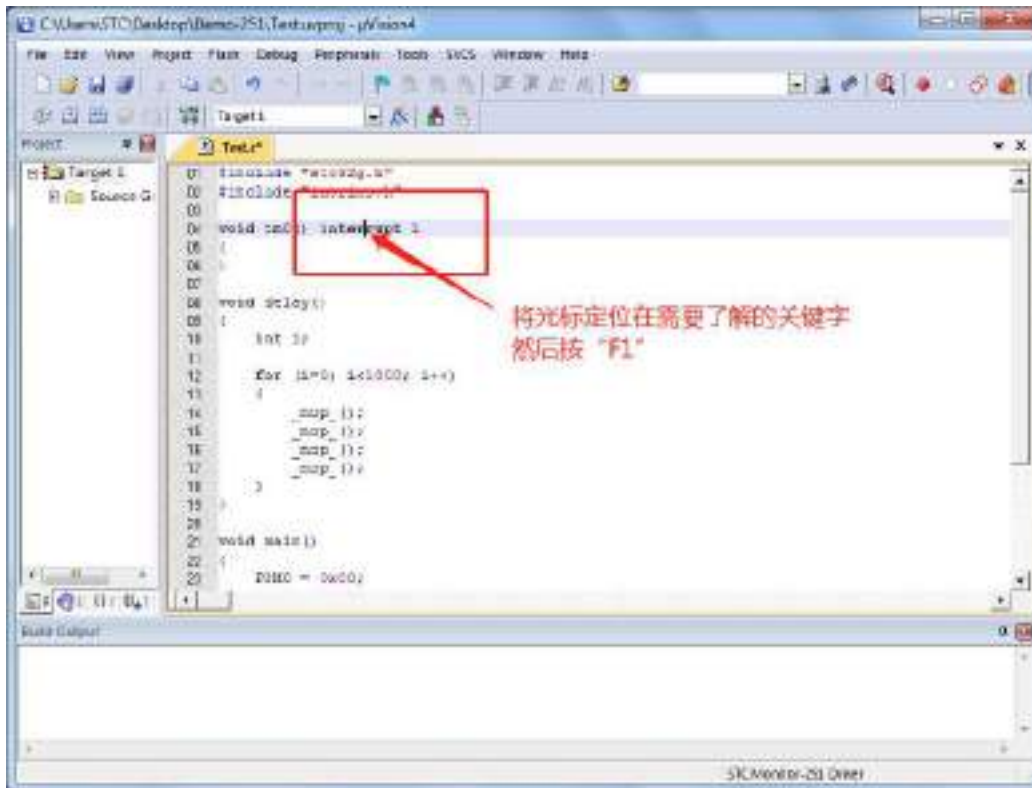 C:\Users\STC\Desktop\Demo-251\Test.uvproj - µVision4
File Edit View Project Flash Debug Peripherals Tools SVCS Window Help
Target 1
Project
Test.c*
Target 1
Source G
01 #include
02 #include
03
04 void tm0() interrupt 1
05 {
06 }
07
08 void delay()
09 {
10 int i;
11
12 for (i=0; i<1000; i++)
13 {
14 _nop_();
15 _nop_();
16 _nop_();
17 _nop_();
18 }
19 }
20
21 void main()
22 {
23 P0M0 = 0x00;
将光标定位在需要了解的关键字
然后按“F1”
Build Output
STC Monitor-251 Driver